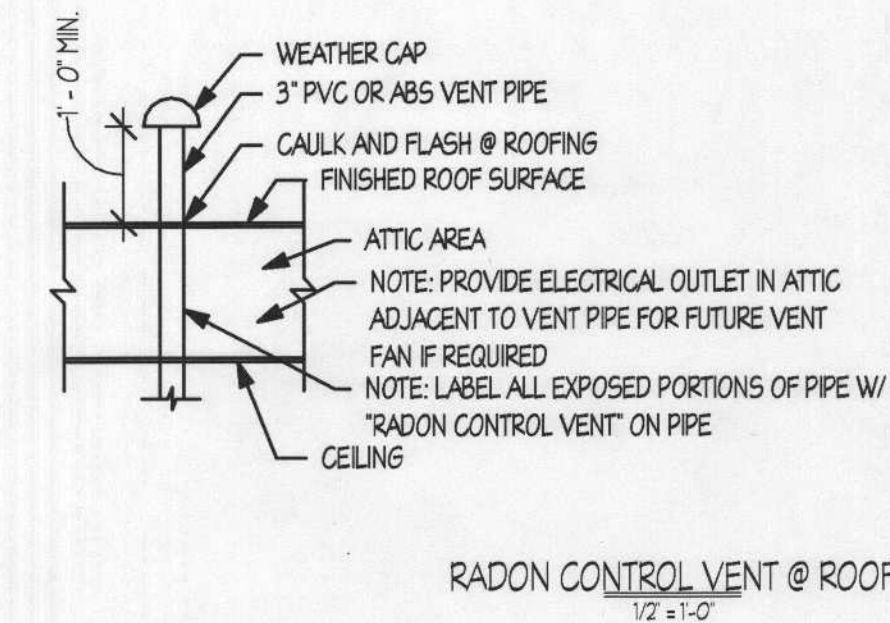 1' - 0" MIN.
WEATHER CAP
3" PVC OR ABS VENT PIPE
CAULK AND FLASH @ ROOFING
FINISHED ROOF SURFACE
ATTIC AREA
NOTE: PROVIDE ELECTRICAL OUTLET IN ATTIC
ADJACENT TO VENT PIPE FOR FUTURE VENT
FAN IF REQUIRED
NOTE: LABEL ALL EXPOSED PORTIONS OF PIPE W/
"RADON CONTROL VENT" ON PIPE
CEILING
RADON CONTROL VENT @ ROOF
1/2" = 1'-0"